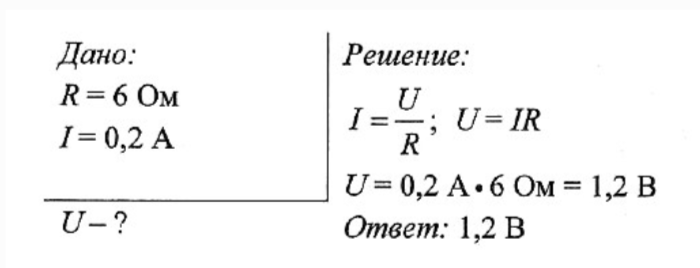 Дано:
R = 6 Ом
I = 0,2 А
U – ?
Решение:
I = U/R; U = IR
U = 0,2 А • 6 Ом = 1,2 В
Ответ: 1,2 В